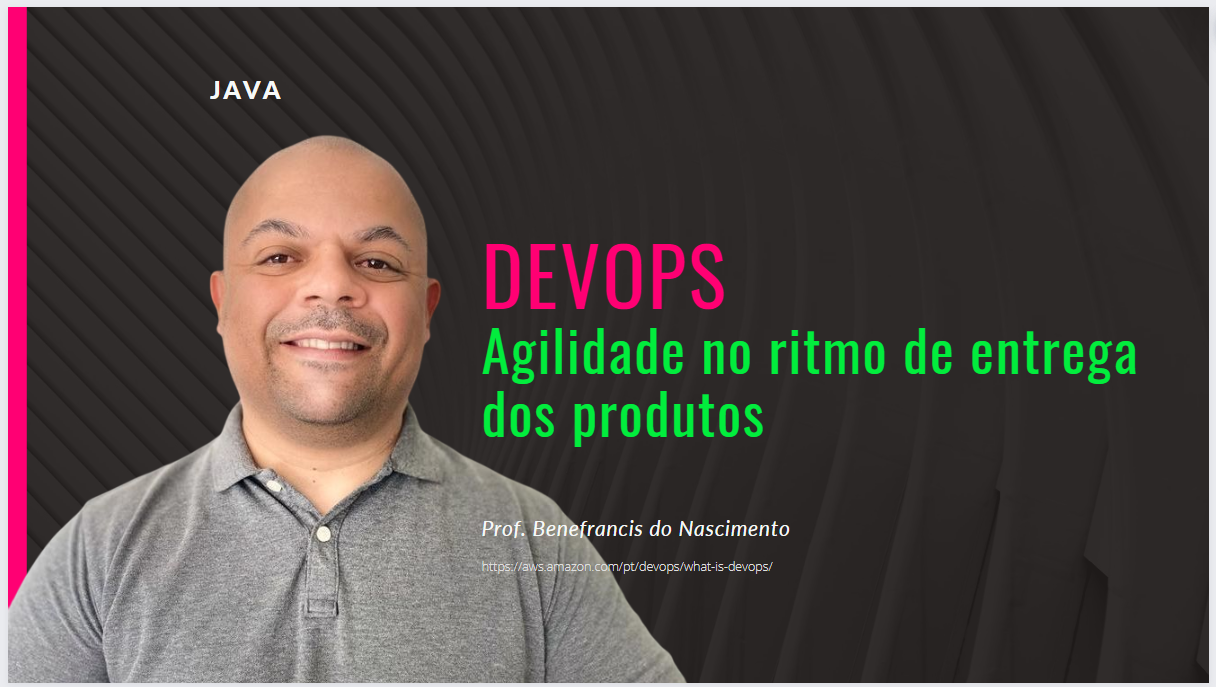 JAVA
DEVOPS
Agilidade no ritmo de entrega
dos produtos
Prof. Benefrancis do Nascimento
https://aws.amazon.com/pt/devops/what-is-devops/